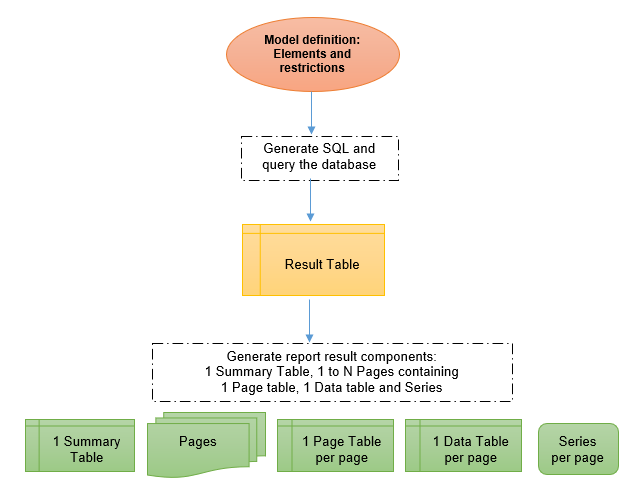 Model definition:
Elements and
restrictions
Generate SQL and
query the database
Result Table
Generate report result components:
1 Summary Table, 1 to N Pages containing
1 Page table, 1 Data table and Series
1 Summary
Table
Pages
1 Page Table
per page
1 Data Table
per page
Series
per page